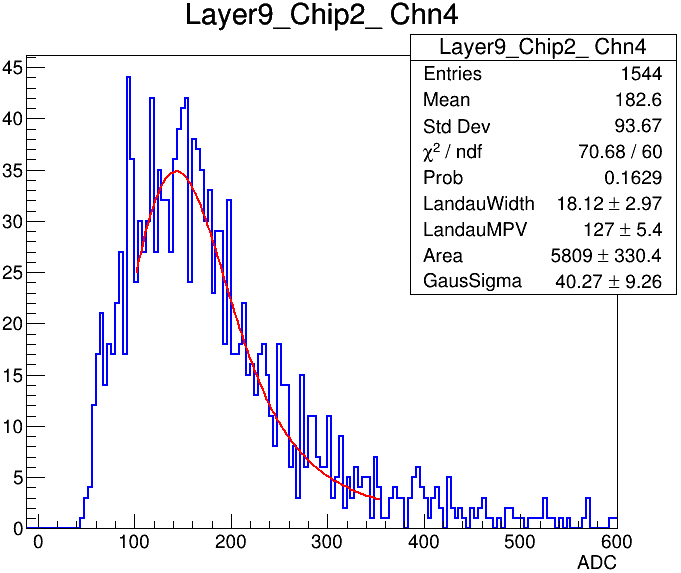 Layer9_Chip2_ Chn4
Layer9_Chip2_ Chn4
Entries 1544
Mean 182.6
Std Dev 93.67
χ² / ndf 70.68 / 60
Prob 0.1629
LandauWidth 18.12 ± 2.97
LandauMPV 127 ± 5.4
Area 5809 ± 330.4
GausSigma 40.27 ± 9.26
45
40
35
30
25
20
15
10
5
0
0 100 200 300 400 500 600
ADC